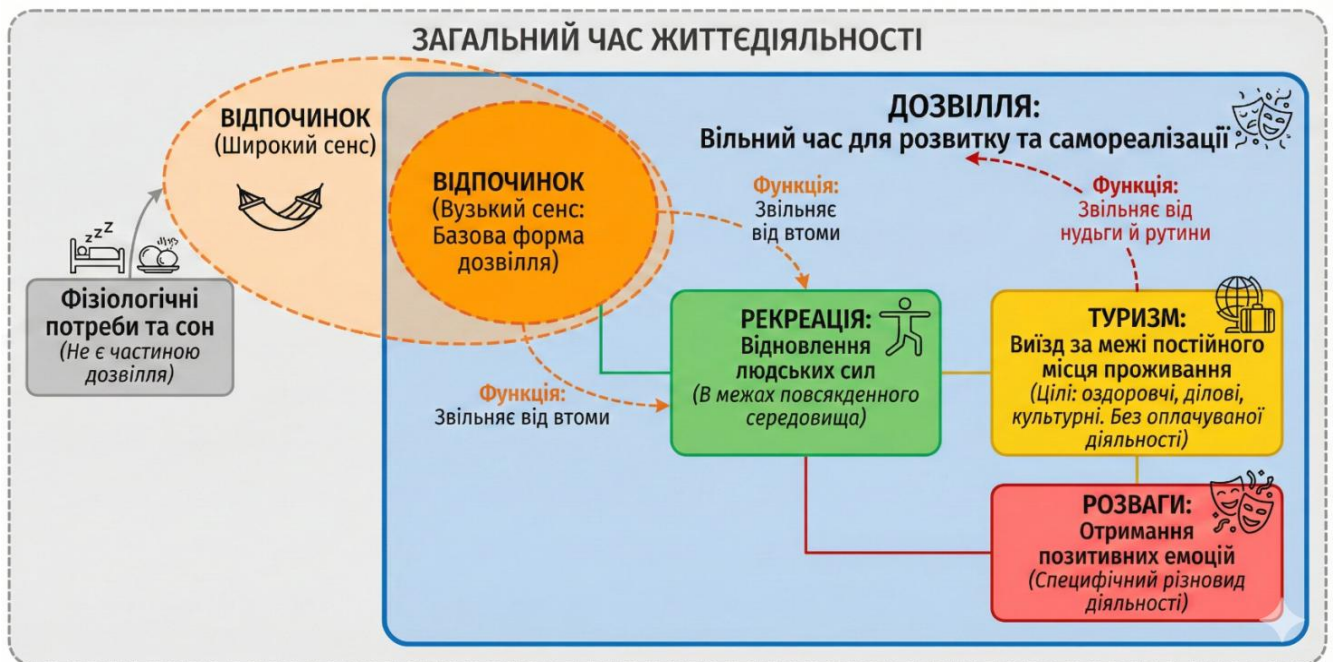 ЗАГАЛЬНИЙ ЧАС ЖИТТЄДІЯЛЬНОСТІ
ВІДПОЧИНОК
(Широкий сенс)
ВІДПОЧИНОК
(Вузький сенс:
Базова форма
дозвілля)
ДОЗВІЛЛЯ:
Вільний час для розвитку та самореалізації
zzZ
Фізіологічні
потреби та сон
(Не є частиною
дозвілля)
Функція:
Звільняє
від втоми
Функція:
Звільняє від
нудьги й рутини
Функція:
Звільняє від втоми
РЕКРЕАЦІЯ:
Відновлення
людських сил
(В межах повсякденного
середовища)
ТУРИЗМ:
Виїзд за межі постійного
місця проживання
(Цілі: оздоровчі, ділові,
культурні. Без оплачуваної
діяльності)
РОЗВАГИ:
Отримання
позитивних емоцій
(Специфічний різновид
діяльності)